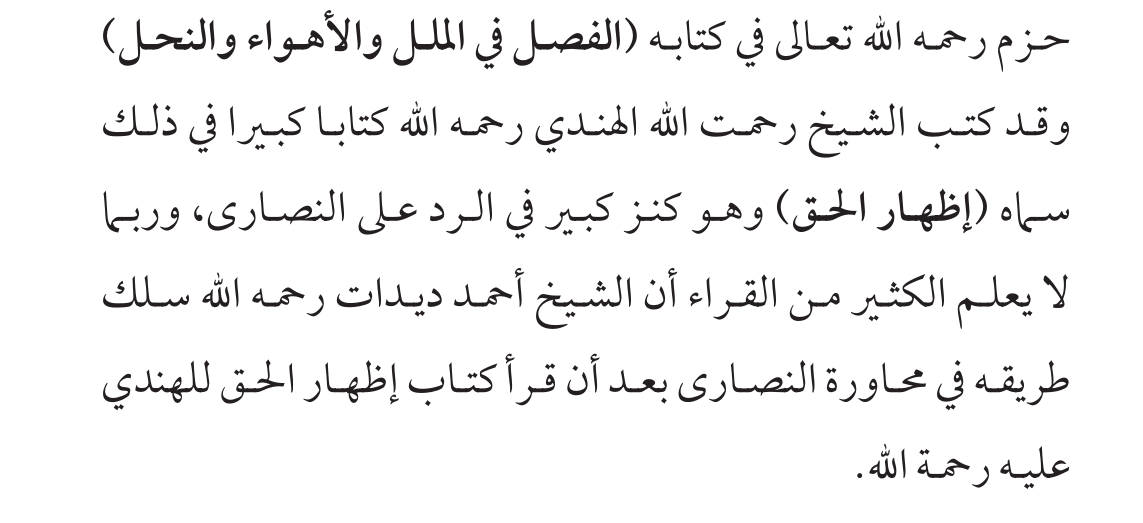 حزم رحمه الله تعالى في كتابه (الفصل في الملل والأهواء والنحل)
وقد كتب الشيخ رحمت الله الهندي رحمه الله كتابا كبيرا في ذلك
سماه (إظهار الحق) وهو كنز كبير في الرد على النصارى، وربما
لا يعلم الكثير من القراء أن الشيخ أحمد ديدات رحمه الله سلك
طريقه في محاورة النصارى بعد أن قرأ كتاب إظهار الحق للهندي
عليه رحمة الله.